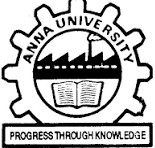 ANNA UNIVERSITY
PROGRESS THROUGH KNOWLEDGE